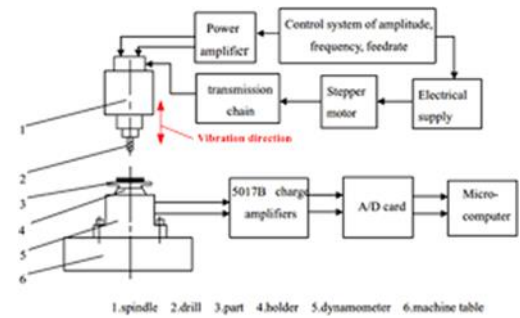 Power
amplifier
Control system of amplitude,
frequency, feedrate
transmission
chain
Stepper
motor
Electrical
supply
1
Vibration direction
2
3
4
5
6
5017B charge
amplifiers
A/D card
Micro-
computer
1.spindle 2.drill 3.part 4.holder 5.dynamometer 6.machine table